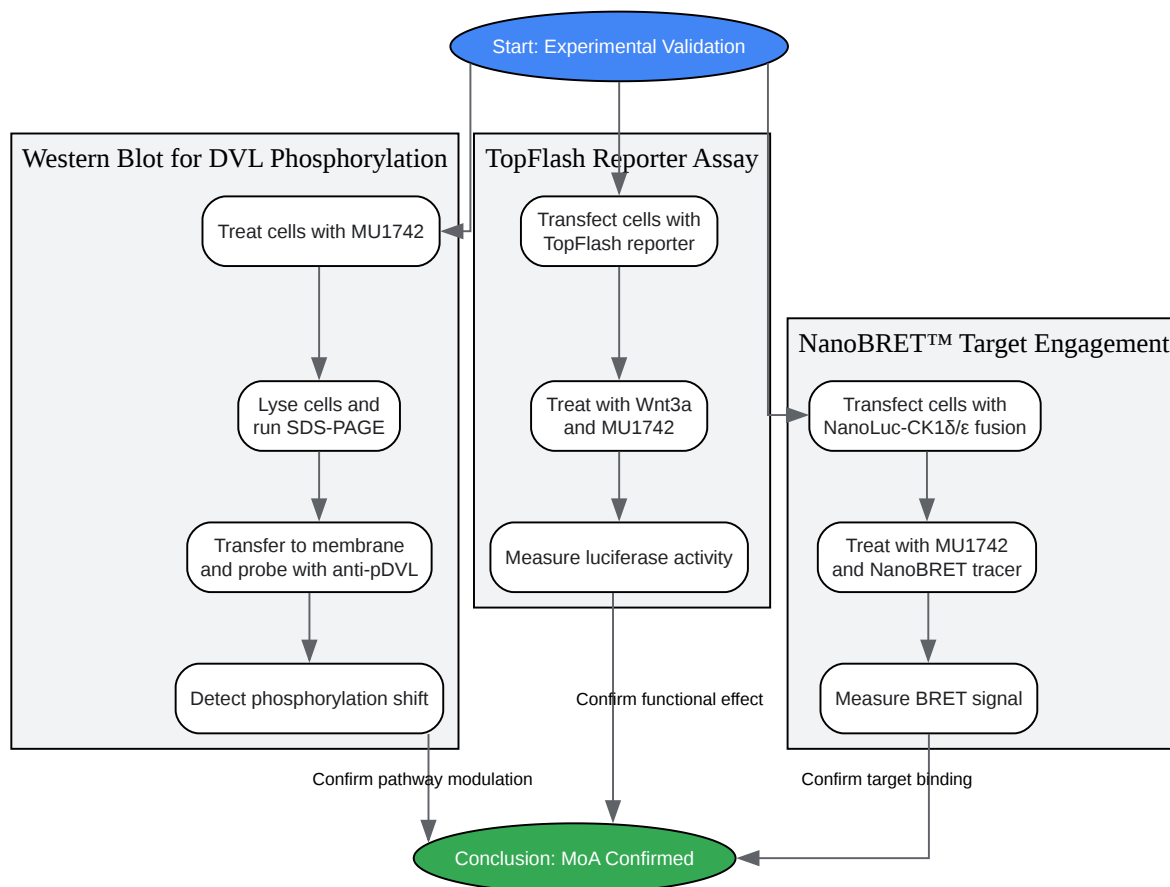 Start: Experimental Validation
Western Blot for DVL Phosphorylation
Treat cells with MU1742
Lyse cells and
run SDS-PAGE
Transfer to membrane
and probe with anti-pDVL
Detect phosphorylation shift
Confirm pathway modulation
TopFlash Reporter Assay
Transfect cells with
TopFlash reporter
Treat with Wnt3a
and MU1742
Measure luciferase activity
Confirm functional effect
NanoBRET™ Target Engagement
Transfect cells with
NanoLuc-CK1δ/ε fusion
Treat with MU1742
and NanoBRET tracer
Measure BRET signal
Confirm target binding
Conclusion: MoA Confirmed